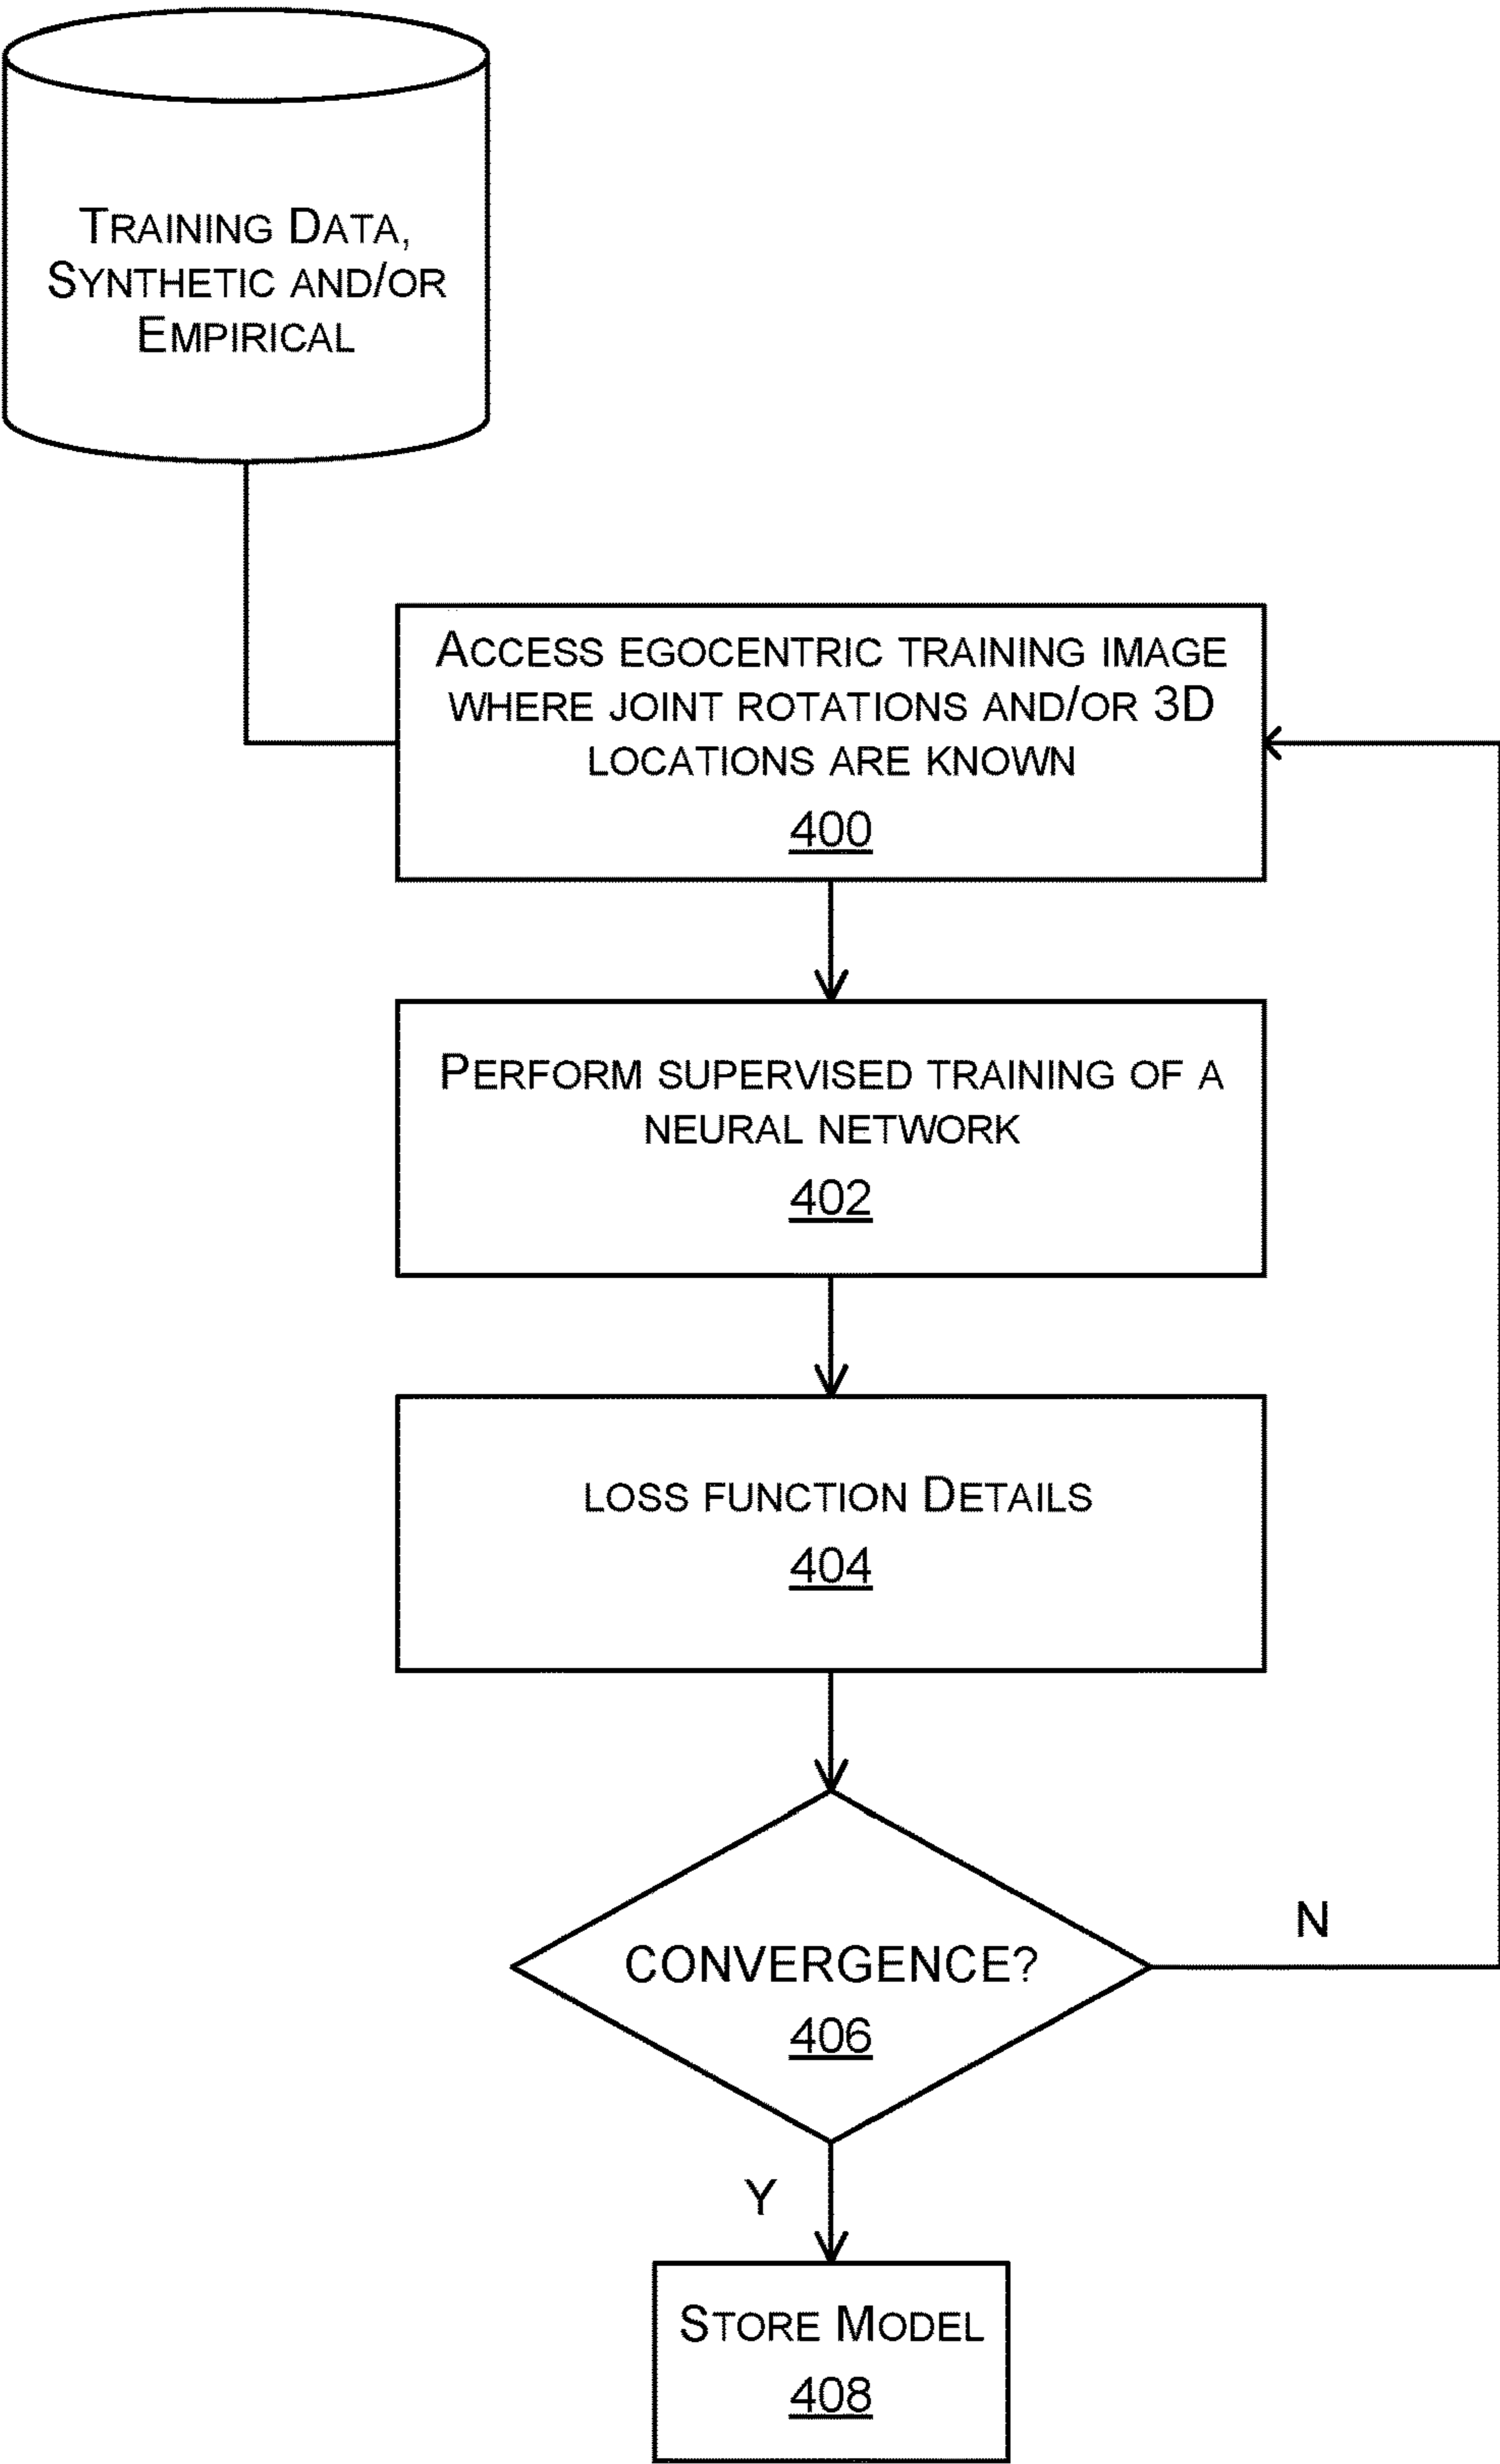 TRAINING DATA,
SYNTHETIC AND/OR
EMPIRICAL
ACCESS EGOCENTRIC TRAINING IMAGE
WHERE JOINT ROTATIONS AND/OR 3D
LOCATIONS ARE KNOWN
400
PERFORM SUPERVISED TRAINING OF A
NEURAL NETWORK
402
LOSS FUNCTION DETAILS
404
CONVERGENCE?
406
N
Y
STORE MODEL
408